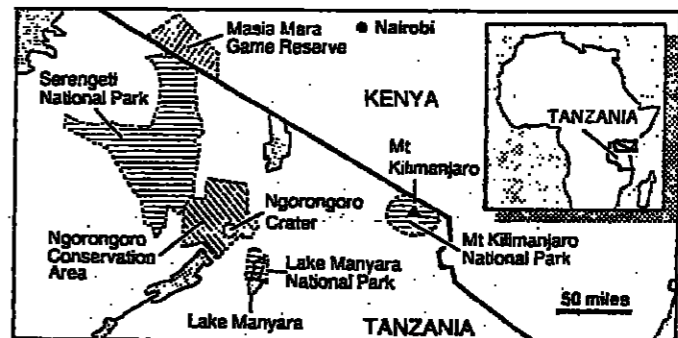 Masia Mara
Game Reserve
Nairobi
Serengeti
National Park
KENYA
TANZANIA
Mt
Kilimanjaro
Ngorongoro
Crater
Ngorongoro
Conservation
Area
Mt Kilimanjaro
National Park
Lake Manyara
National Park
50 miles
Lake Manyara
TANZANIA